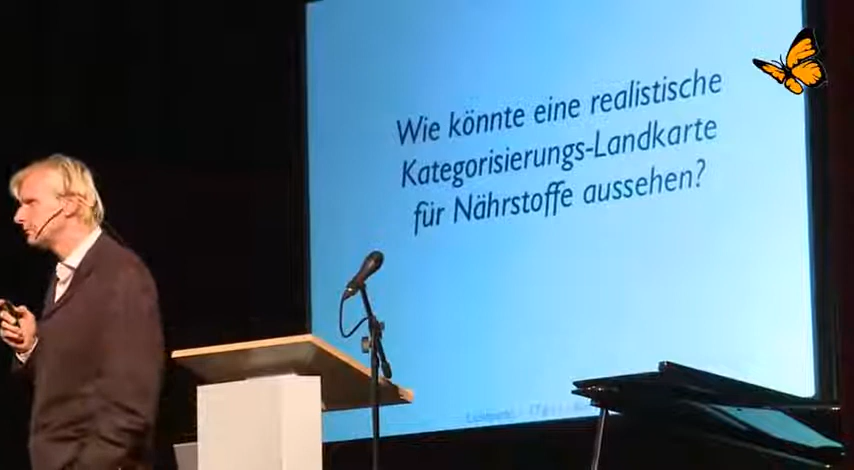 Wie könnte eine realistische
Kategorisierungs-Landkarte
für Nährstoffe aussehen?